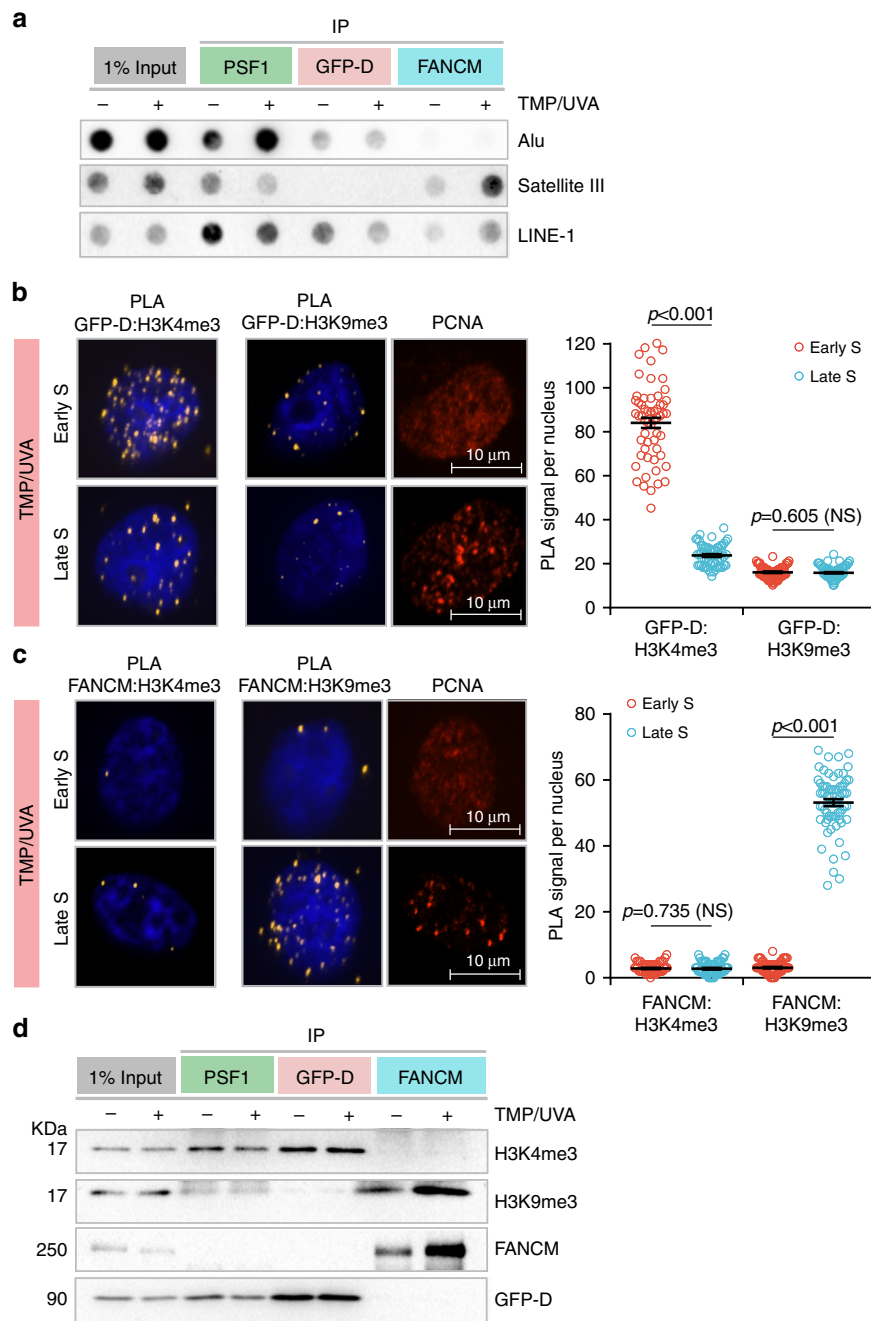 a
IP
1% Input PSF1 GFP-D FANCM
– + – + – + – + TMP/UVA
Alu
Satellite III
LINE-1
b
PLA
GFP-D:H3K4me3
PLA
GFP-D:H3K9me3
PCNA
TMP/UVA
Early S
10 μm
Late S
10 μm
PLA signal per nucleus
120
100
80
60
40
20
0
p<0.001
Early S
Late S
p=0.605 (NS)
GFP-D:
H3K4me3
GFP-D:
H3K9me3
c
PLA
FANCM:H3K4me3
PLA
FANCM:H3K9me3
PCNA
TMP/UVA
Early S
10 μm
Late S
10 μm
PLA signal per nucleus
80
60
40
20
0
Early S
Late S
p<0.001
p=0.735 (NS)
FANCM:
H3K4me3
FANCM:
H3K9me3
d
IP
1% Input PSF1 GFP-D FANCM
– + – + – + – + TMP/UVA
KDa
17 H3K4me3
17 H3K9me3
250 FANCM
90 GFP-D